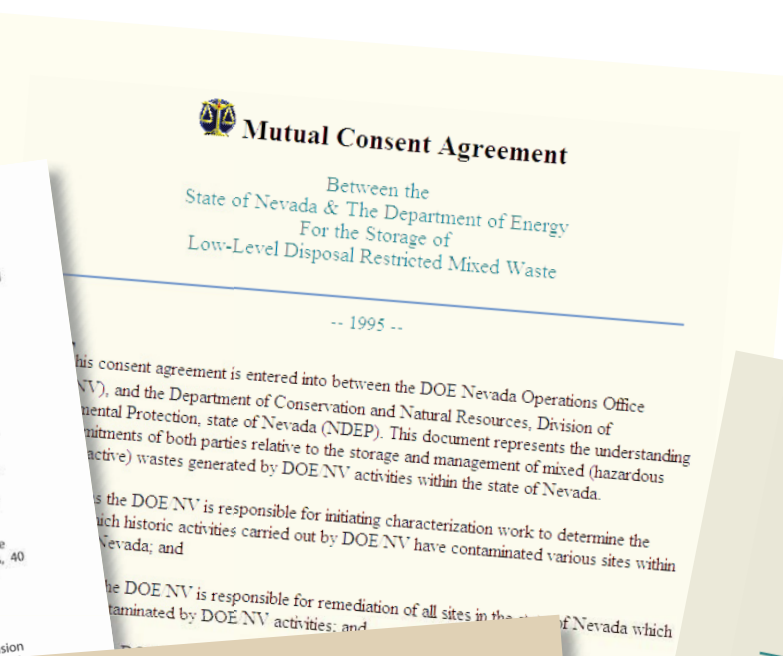 Mutual Consent Agreement
Between the
State of Nevada & The Department of Energy
For the Storage of
Low-Level Disposal Restricted Mixed Waste
-- 1995 --
his consent agreement is entered into between the DOE Nevada Operations Office
NV), and the Department of Conservation and Natural Resources, Division of
mental Protection, state of Nevada (NDEP). This document represents the understanding
mitments of both parties relative to the storage and management of mixed (hazardous
active) wastes generated by DOE/NV activities within the state of Nevada.
s the DOE/NV is responsible for initiating characterization work to determine the
ich historic activities carried out by DOE/NV have contaminated various sites within
Nevada; and
he DOE/NV is responsible for remediation of all sites in the state of Nevada which
taminated by DOE/NV activities; and
e
, 40
sion